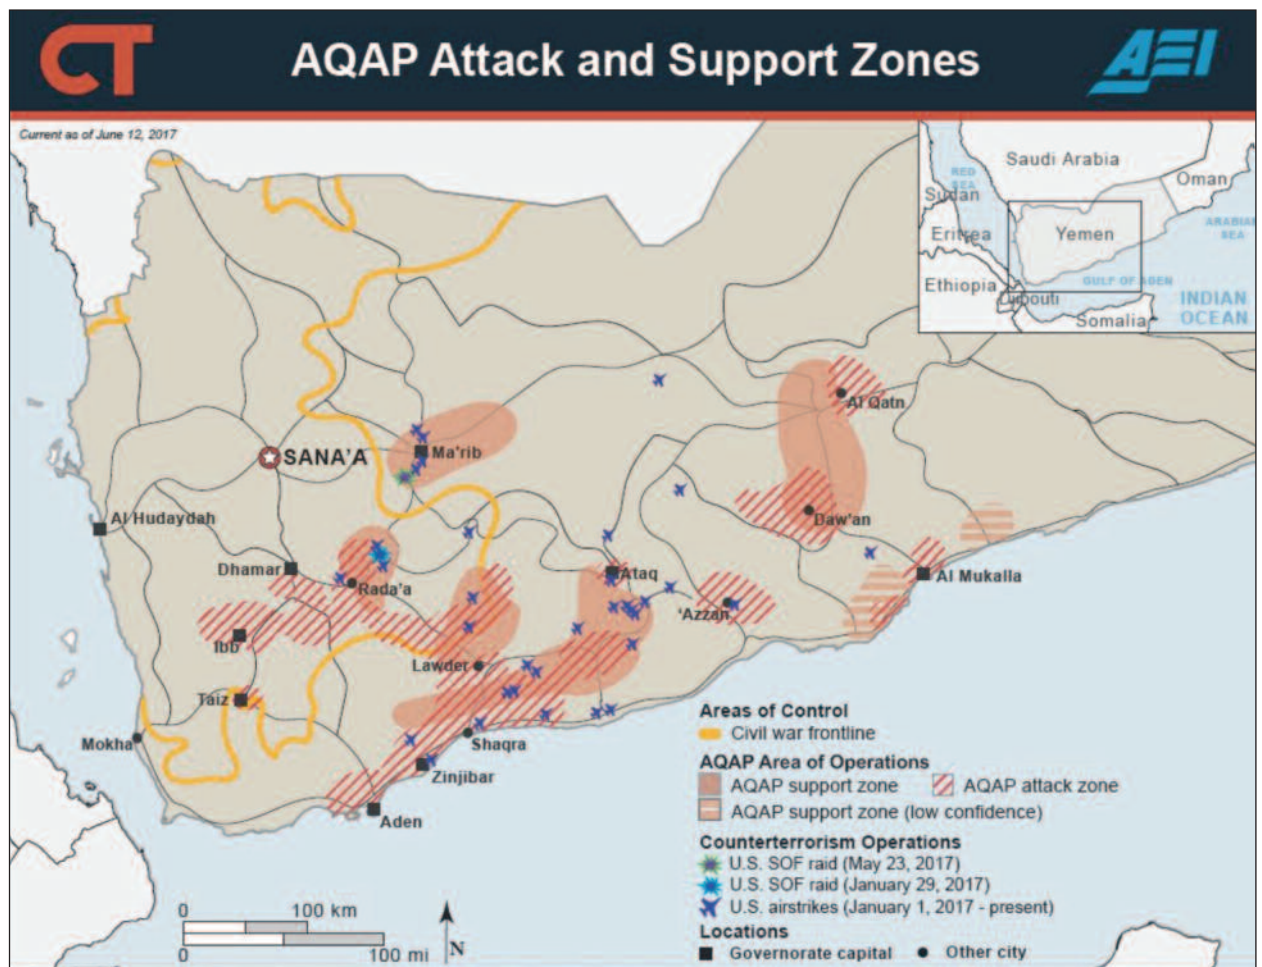 CT
AQAP Attack and Support Zones
AEI
Current as of June 12, 2017
Saudi Arabia
RED
SEA
Oman
Sudan
ARABIAN
SEA
Eritrea
Yemen
Ethiopia
GULF OF ADEN
Djibouti
INDIAN
OCEAN
Somalia
Al Qatn
SANA'A
Ma'rib
Al Hudaydah
Daw'an
Dhamar
Rada'a
Ataq
Al Mukalla
'Azzan
Ibb
Lawder
Taiz
Mokha
Shaqra
Zinjibar
Aden
Areas of Control
Civil war frontline
AQAP Area of Operations
AQAP support zone
AQAP attack zone
AQAP support zone (low confidence)
Counterterrorism Operations
U.S. SOF raid (May 23, 2017)
U.S. SOF raid (January 29, 2017)
U.S. airstrikes (January 1, 2017 - present)
Locations
Governorate capital
Other city
0 100 km
0 100 mi
N